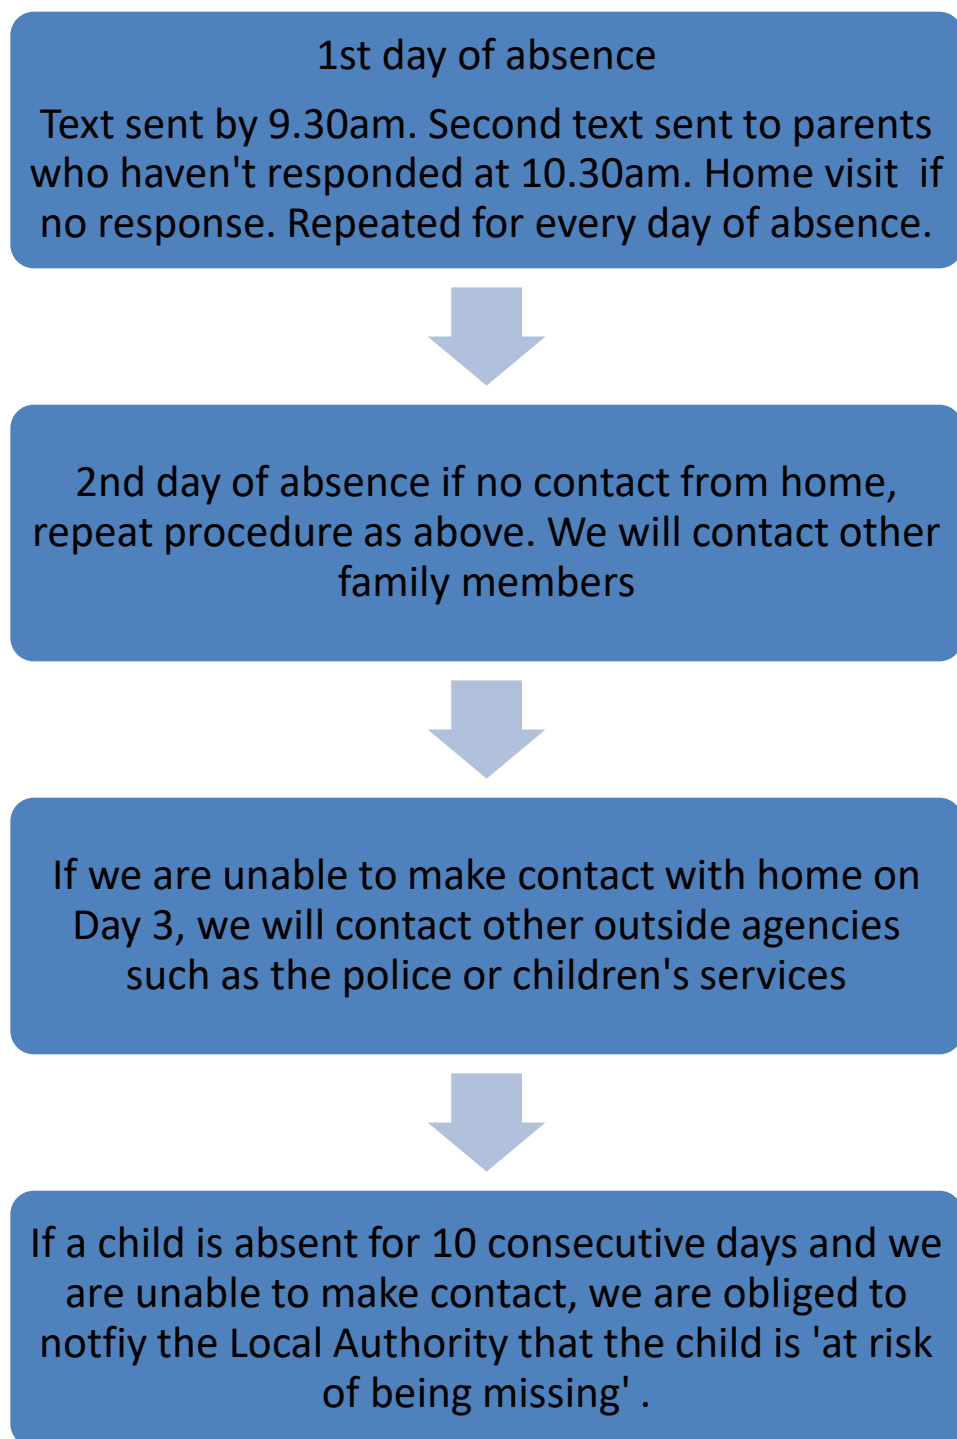 1st day of absence
Text sent by 9.30am. Second text sent to parents
who haven't responded at 10.30am. Home visit  if
no response. Repeated for every day of absence.
2nd day of absence if no contact from home,
repeat procedure as above. We will contact other
family members
If we are unable to make contact with home on
Day 3, we will contact other outside agencies
such as the police or children's services
If a child is absent for 10 consecutive days and we
are unable to make contact, we are obliged to
notfiy the Local Authority that the child is 'at risk
of being missing' .